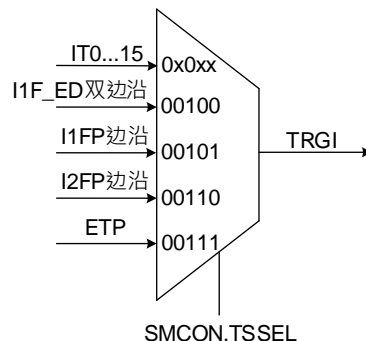 IT0...15
0x0xx
I1F_ED双边沿
00100
I1FP边沿
00101
TRGI
I2FP边沿
00110
ETP
00111
SMCON.TSSEL